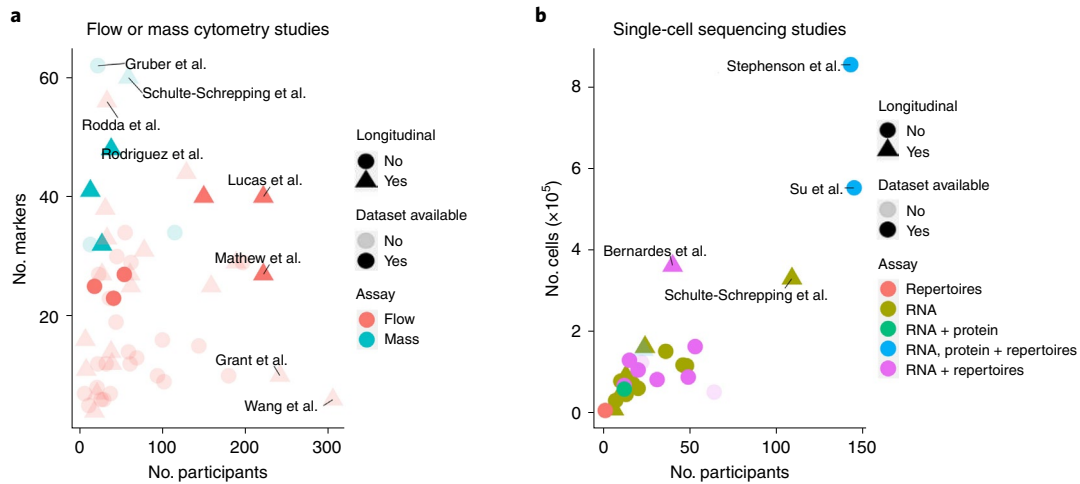 a
Flow or mass cytometry studies
No. markers
60
40
20
Gruber et al.
Schulte-Schrepping et al.
Rodda et al.
Rodriguez et al.
Lucas et al.
Mathew et al.
Grant et al.
Wang et al.
0
100
200
300
No. participants
Longitudinal
No
Yes
Dataset available
No
Yes
Assay
Flow
Mass
b
Single-cell sequencing studies
No. cells (×10⁵)
8
6
4
2
0
Stephenson et al.
Su et al.
Bernardes et al.
Schulte-Schrepping et al.
0
50
100
150
No. participants
Longitudinal
No
Yes
Dataset available
No
Yes
Assay
Repertoires
RNA
RNA + protein
RNA, protein + repertoires
RNA + repertoires